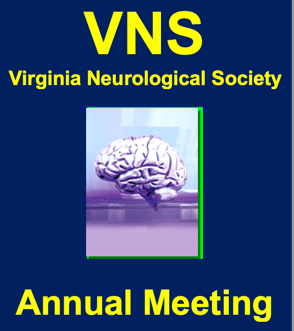 VNS
Virginia Neurological Society
Annual Meeting